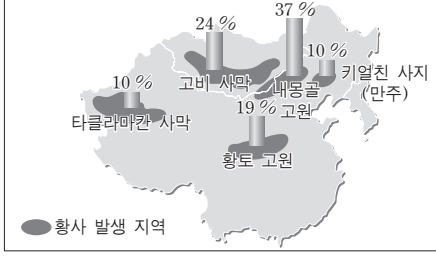 37 %
24 %
10 %
고비 사막
내몽골
고원
키얼친 사지
(만주)
10 %
타클라마칸 사막
19 %
황토 고원
황사 발생 지역